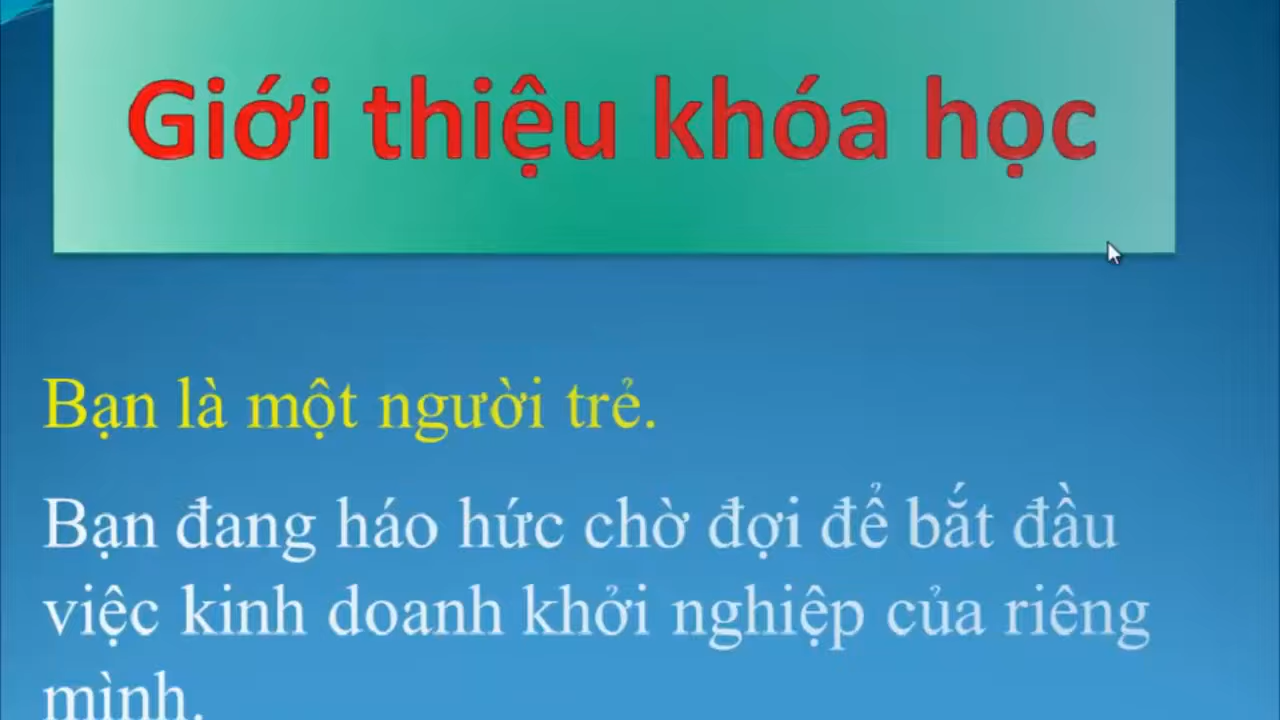 Giới thiệu khóa học
Bạn là một người trẻ.
Bạn đang háo hức chờ đợi để bắt đầu
việc kinh doanh khởi nghiệp của riêng
mình.